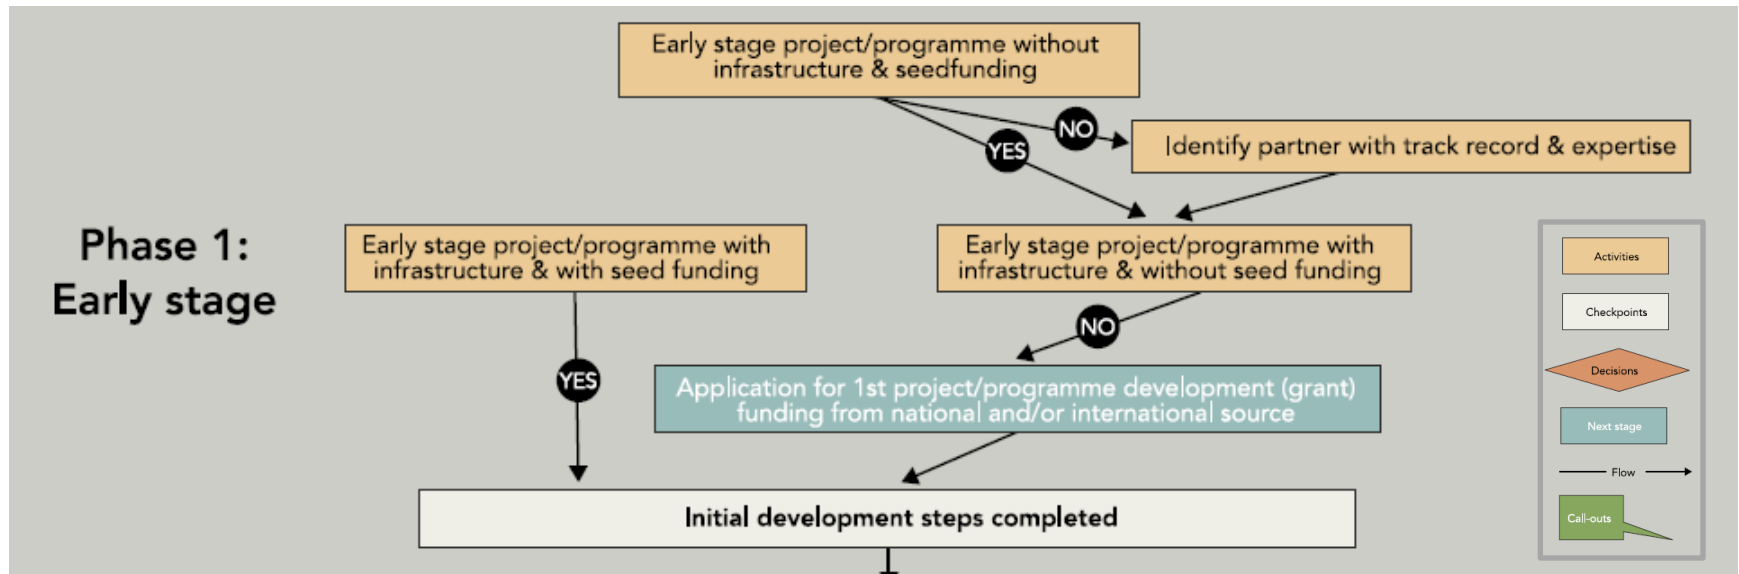 Early stage project/programme without
infrastructure & seedfunding
NO
YES
Identify partner with track record & expertise
Phase 1:
Early stage
Early stage project/programme with
infrastructure & with seed funding
Early stage project/programme with
infrastructure & without seed funding
NO
YES
Application for 1st project/programme development (grant)
funding from national and/or international source
Initial development steps completed
Activities
Checkpoints
Decisions
Next stage
Flow
Call-outs